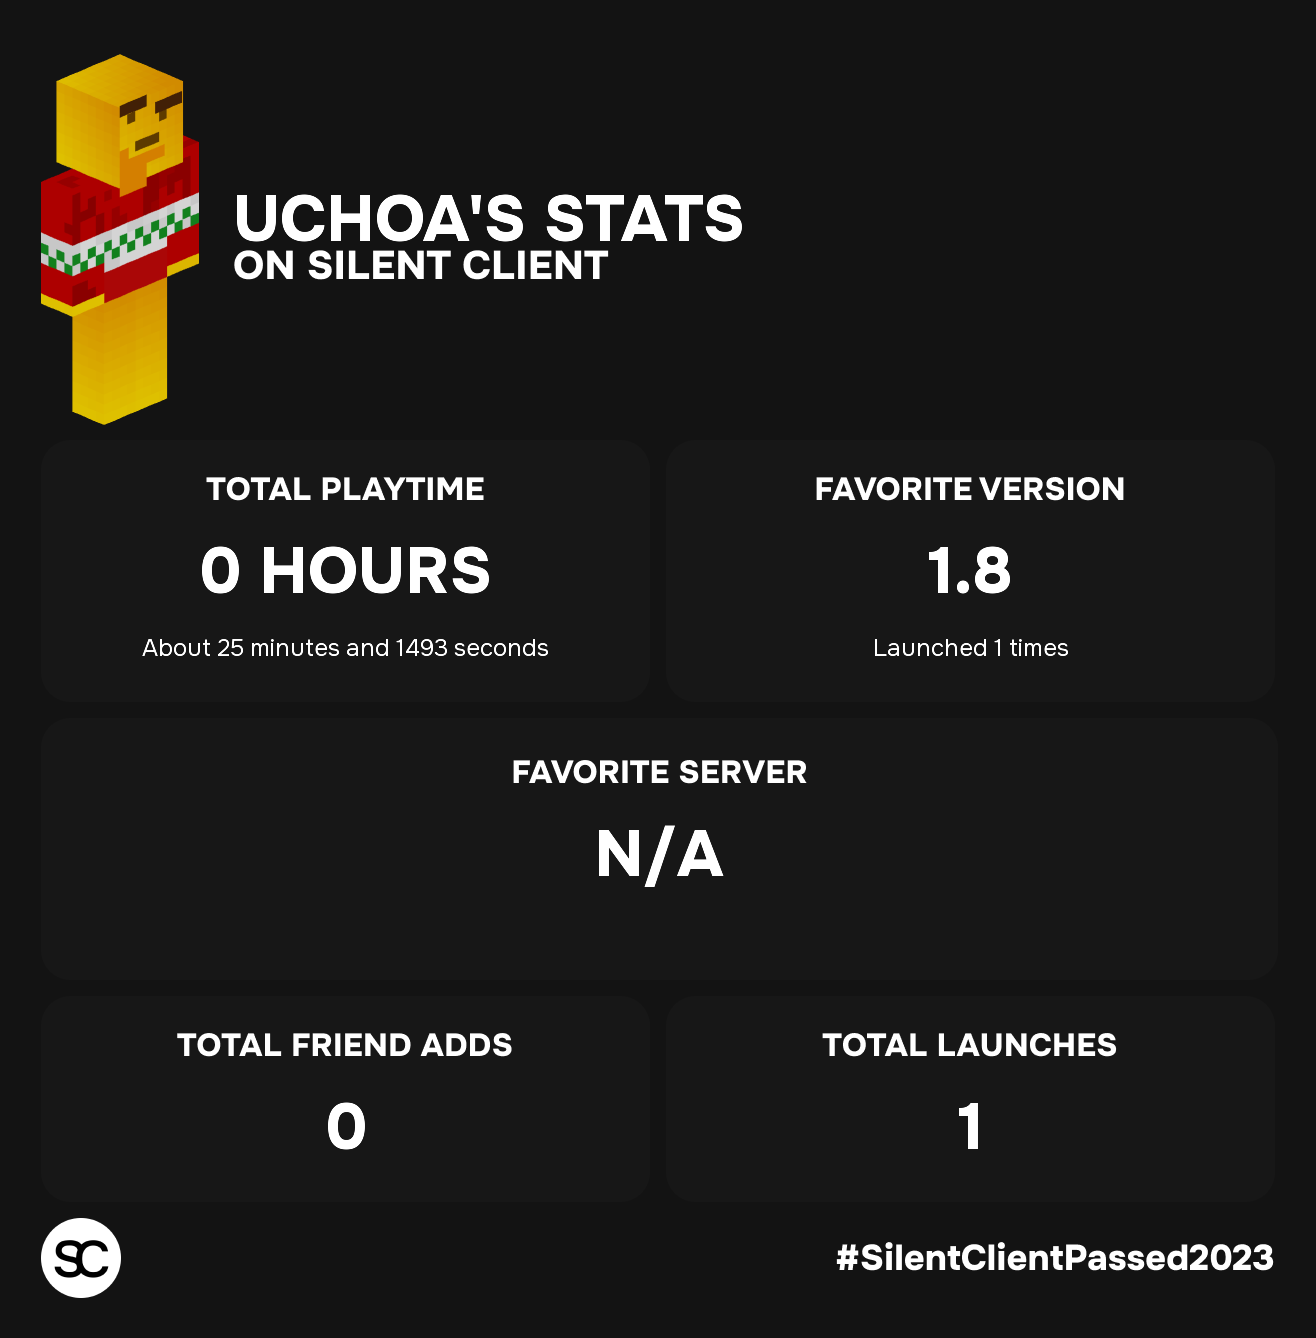 UCHOA'S STATS
ON SILENT CLIENT
TOTAL PLAYTIME
0 HOURS
About 25 minutes and 1493 seconds
FAVORITE VERSION
1.8
Launched 1 times
FAVORITE SERVER
N/A
TOTAL FRIEND ADDS
0
TOTAL LAUNCHES
1
SC
#SilentClientPassed2023